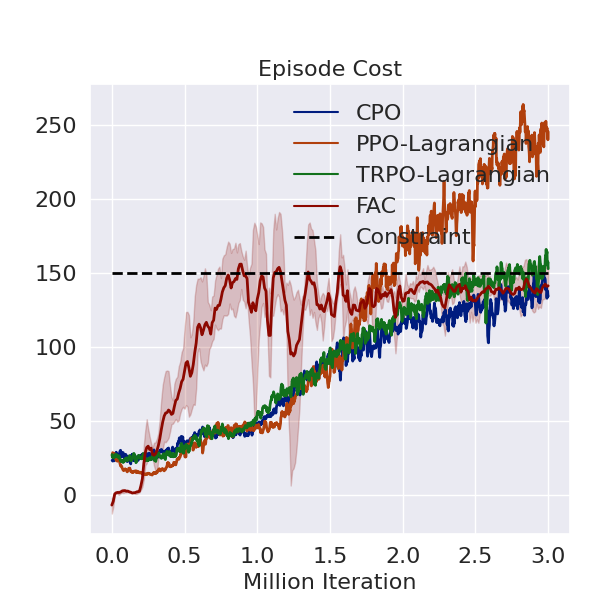 Episode Cost
CPO
PPO-Lagrangian
TRPO-Lagrangian
FAC
Constraint
250
200
150
100
50
0
0.0 0.5 1.0 1.5 2.0 2.5 3.0
Million Iteration